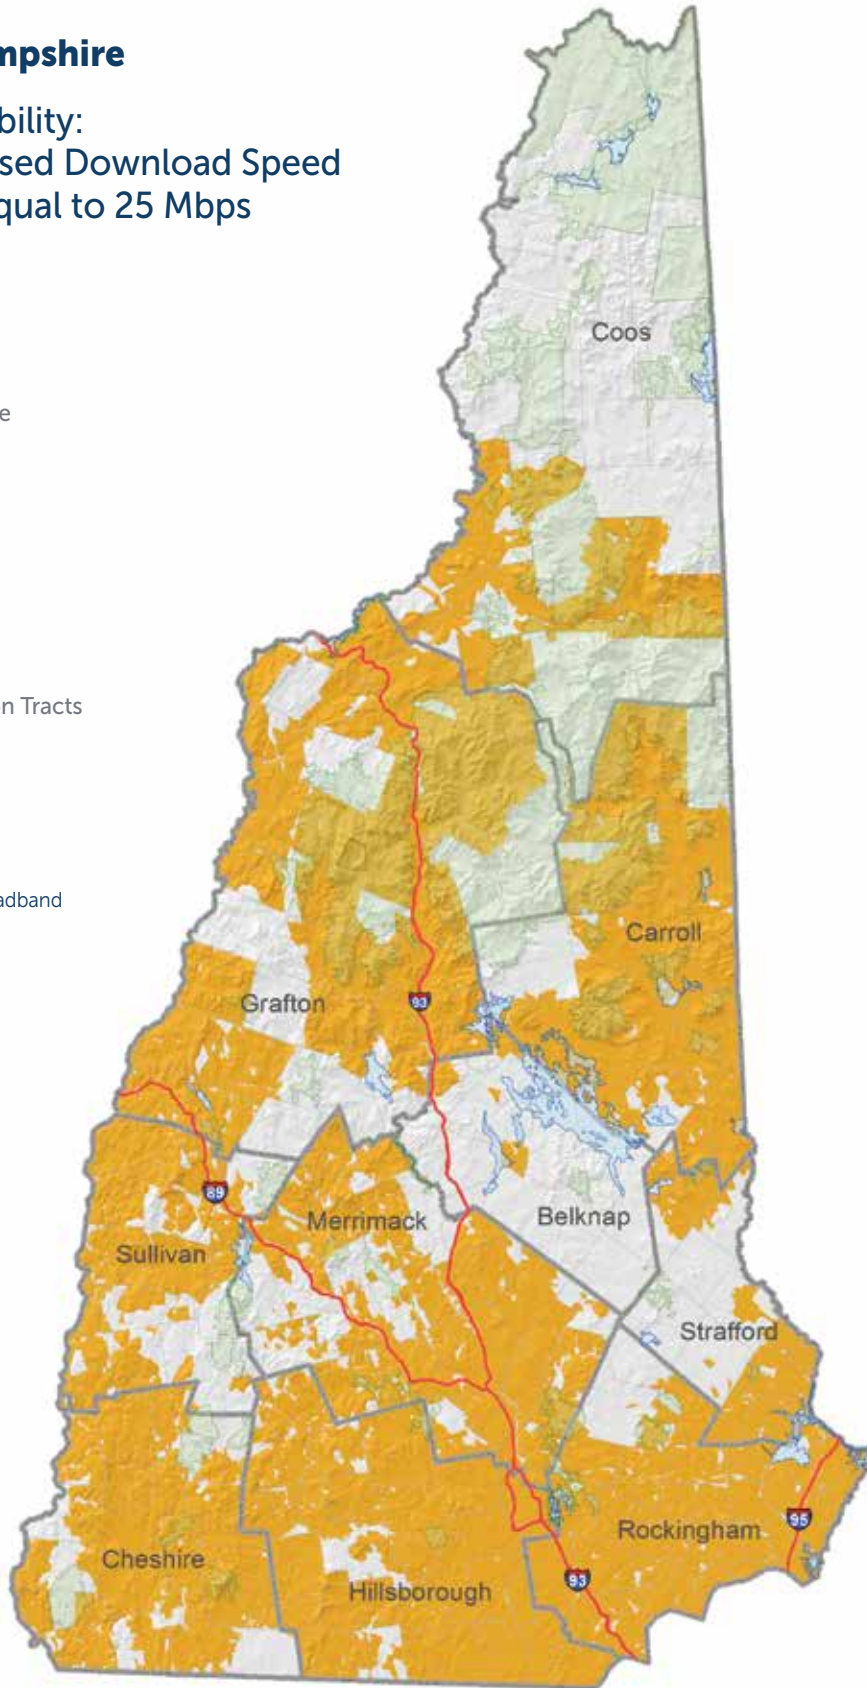 mpshire
bility:
sed Download Speed
qual to 25 Mbps
Coos
e
n Tracts
adband
Carroll
Grafton
93
89
Merrimack
Belknap
Sullivan
Strafford
95
Rockingham
Cheshire
93
Hillsborough